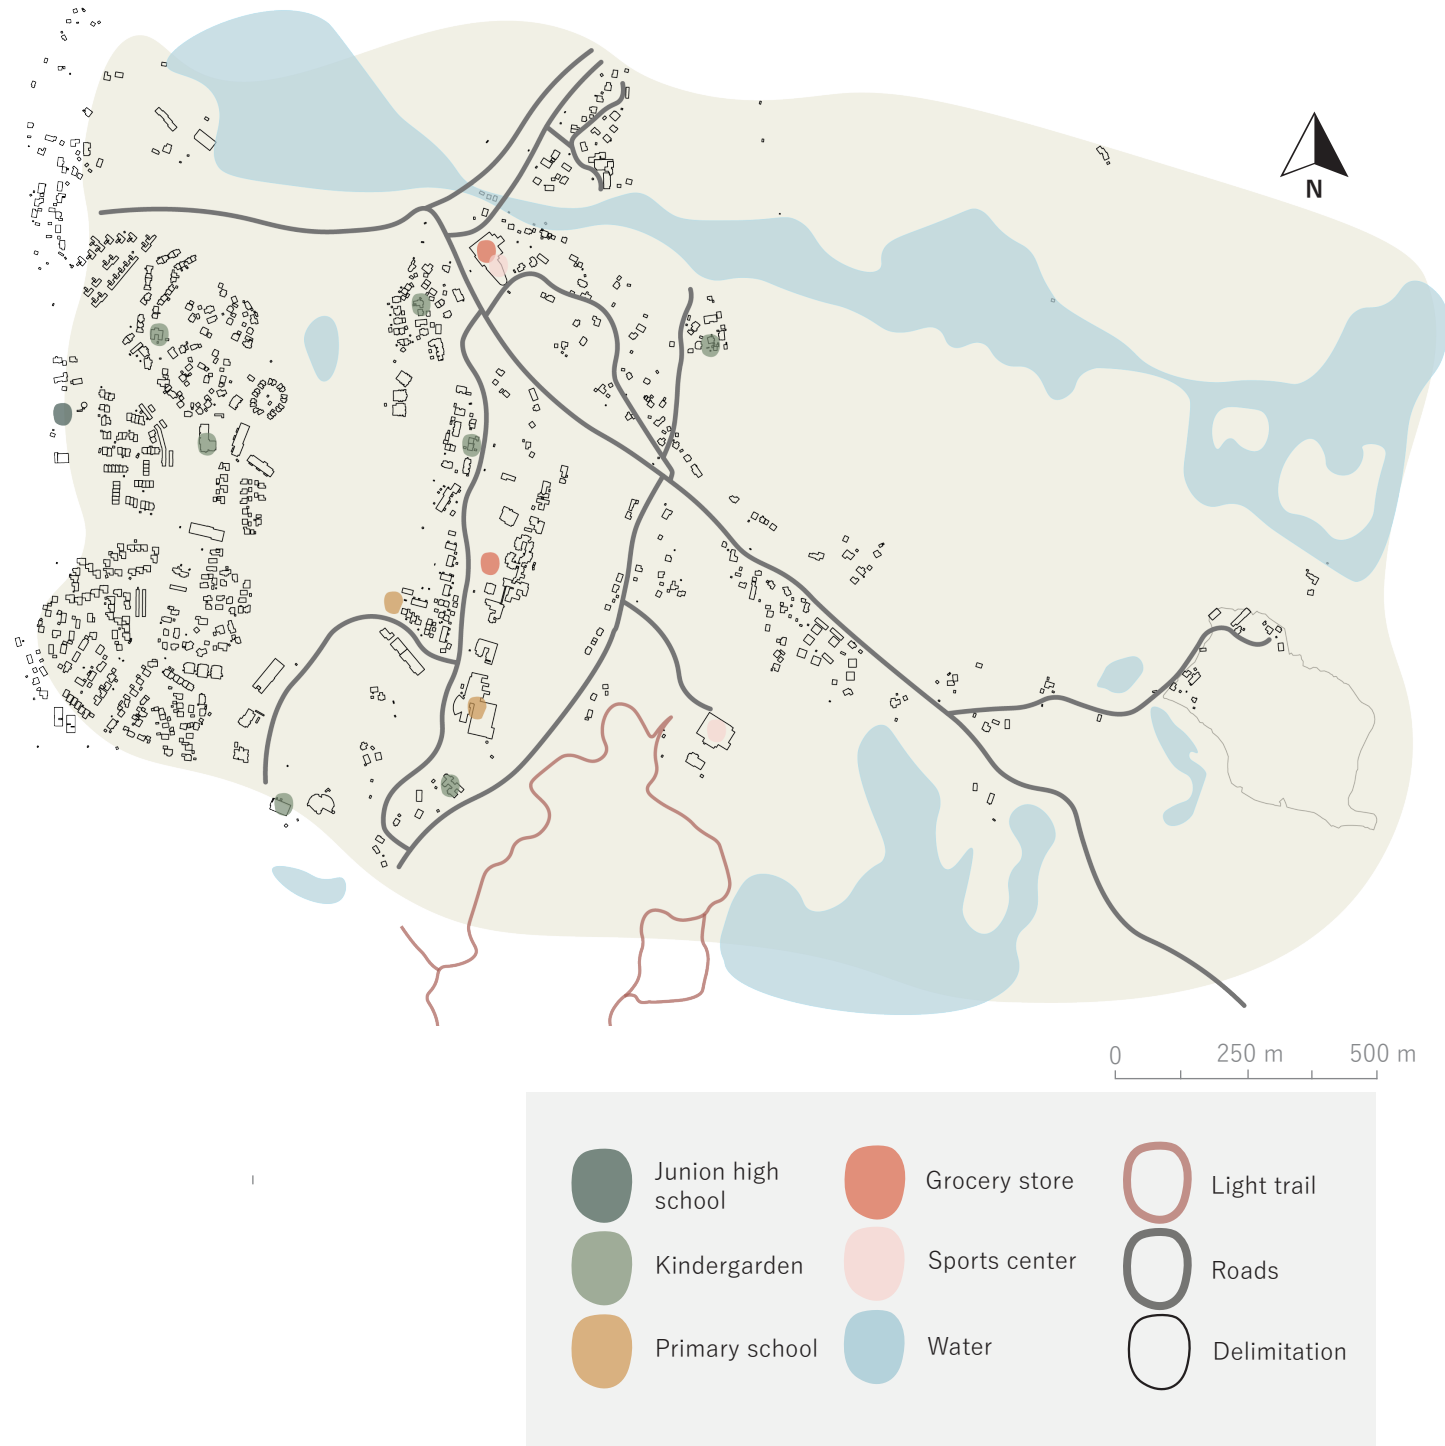 N
0 250 m 500 m
Junion high
school
Grocery store
Light trail
Kindergarden
Sports center
Roads
Primary school
Water
Delimitation